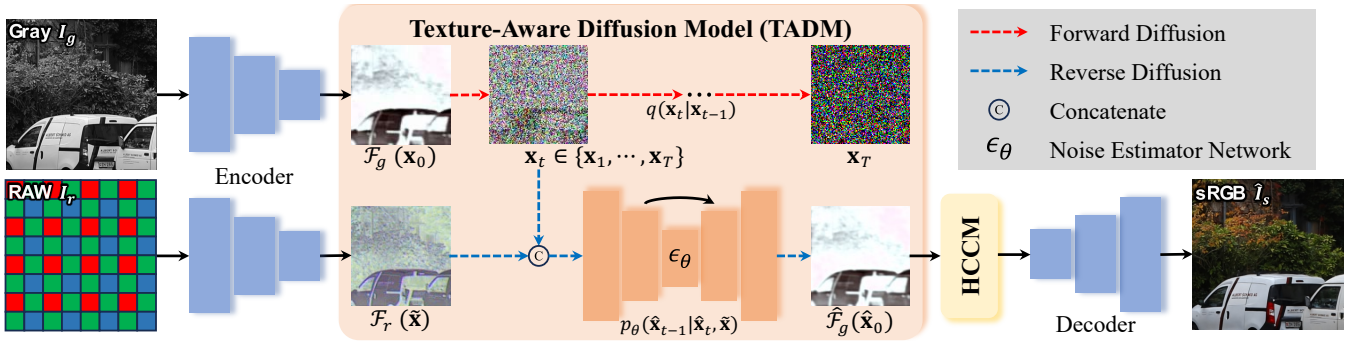 Texture-Aware Diffusion Model (TADM)
Gray I_g
Encoder
ℱ_g (𝐱_0)
𝐱_t ∈ {𝐱_1, ⋯, 𝐱_T}
...
q(𝐱_t|𝐱_{t−1})
𝐱_T
Forward Diffusion
Reverse Diffusion
C Concatenate
ϵ_θ Noise Estimator Network
RAW I_r
ℱ_r (x̃)
C
ϵ_θ
p_θ(x̂_{t−1}|x̂_t, x̃)
ℱ̂_g(x̂_0)
HCCM
Decoder
sRGB Î_s